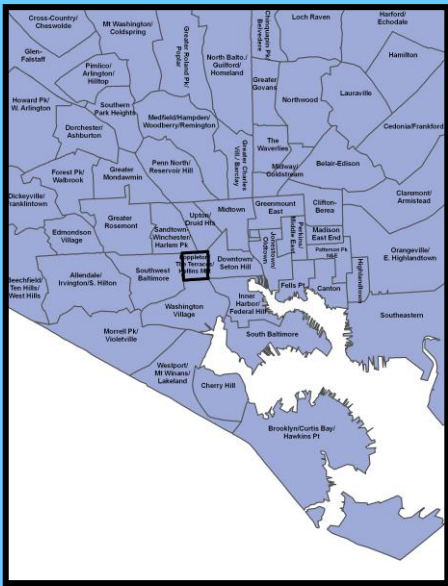 Cross-Country/
Cheswolde
Mt Washington/
Coldspring
Greater Roland Pk/
Poplar
Chinquapin Pk/
Belvedere
Loch Raven
Harford/
Echodale
Glen-
Falstaff
Pimlico/
Arlington/
Hilltop
North Balto./
Guilford/
Homeland
Greater
Govans
Hamilton
Howard Pk/
W. Arlington
Southern
Park Heights
Northwood
Lauraville
Dorchester/
Ashburton
Medfield/Hampden/
Woodberry/Remington
Cedonia/Frankford
The
Waverlies
Forest Pk/
Walbrook
Greater
Mondawmin
Penn North/
Reservoir Hill
Greater Charles
Vill / Barclay
Midway/
Coldstream
Belair-Edison
Dickeyville/
Franklintown
Claremont/
Armistead
Greater
Rosemont
Upton/
Druid Hts
Midtown
Greenmount
East
Clifton-
Berea
Edmondson
Village
Sandtown-
Winchester/
Harlem Pk
Jonestown/
Oldtown
Perkins/
Middle East
Madison
East End
Patterson Pk
N&E
Orangeville/
E. Highlandtown
Beechfield/
Ten Hills/
West Hills
Allendale/
Irvington/S. Hilton
Southwest
Baltimore
Poppleton/
The Terraces/
Hollins Mkt
Downtown/
Seton Hill
Highlandtown
Fells Pt
Canton
Washington
Village
Inner
Harbor/
Federal Hill
Southeastern
Morrell Pk/
Violetville
South Baltimore
Westport/
Mt Winans/
Lakeland
Cherry Hill
Brooklyn/Curtis Bay/
Hawkins Pt